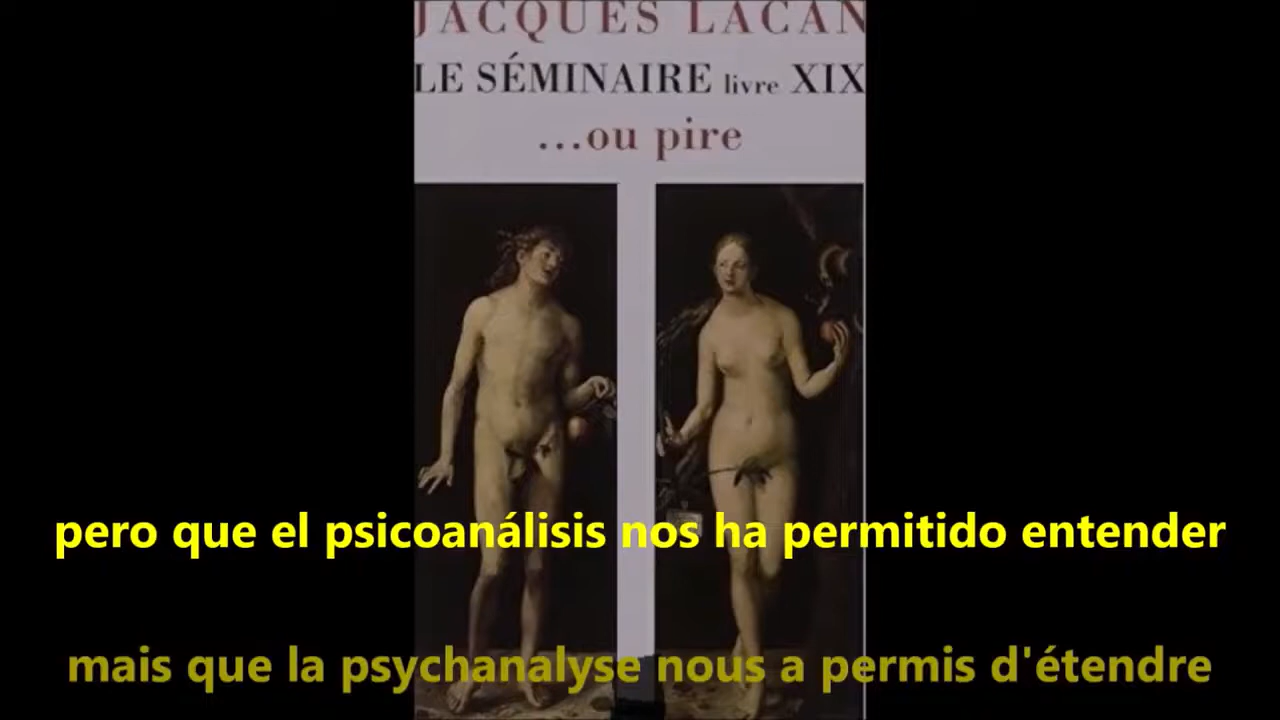 JACQUES LACAN
LE SÉMINAIRE livre XIX
...ou pire
pero que el psicoanálisis nos ha permitido entender
mais que la psychanalyse nous a permis d'étendre